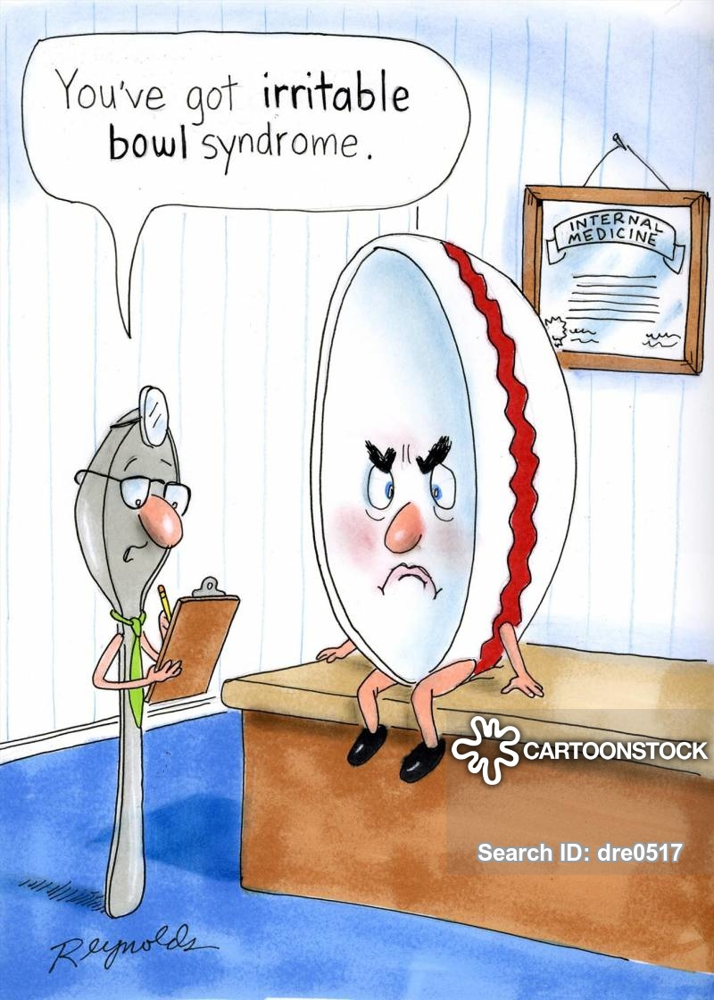 You've got irritable
bowl syndrome.
INTERNAL
MEDICINE
CARTOONSTOCK
Search ID: dre0517
Reynolds